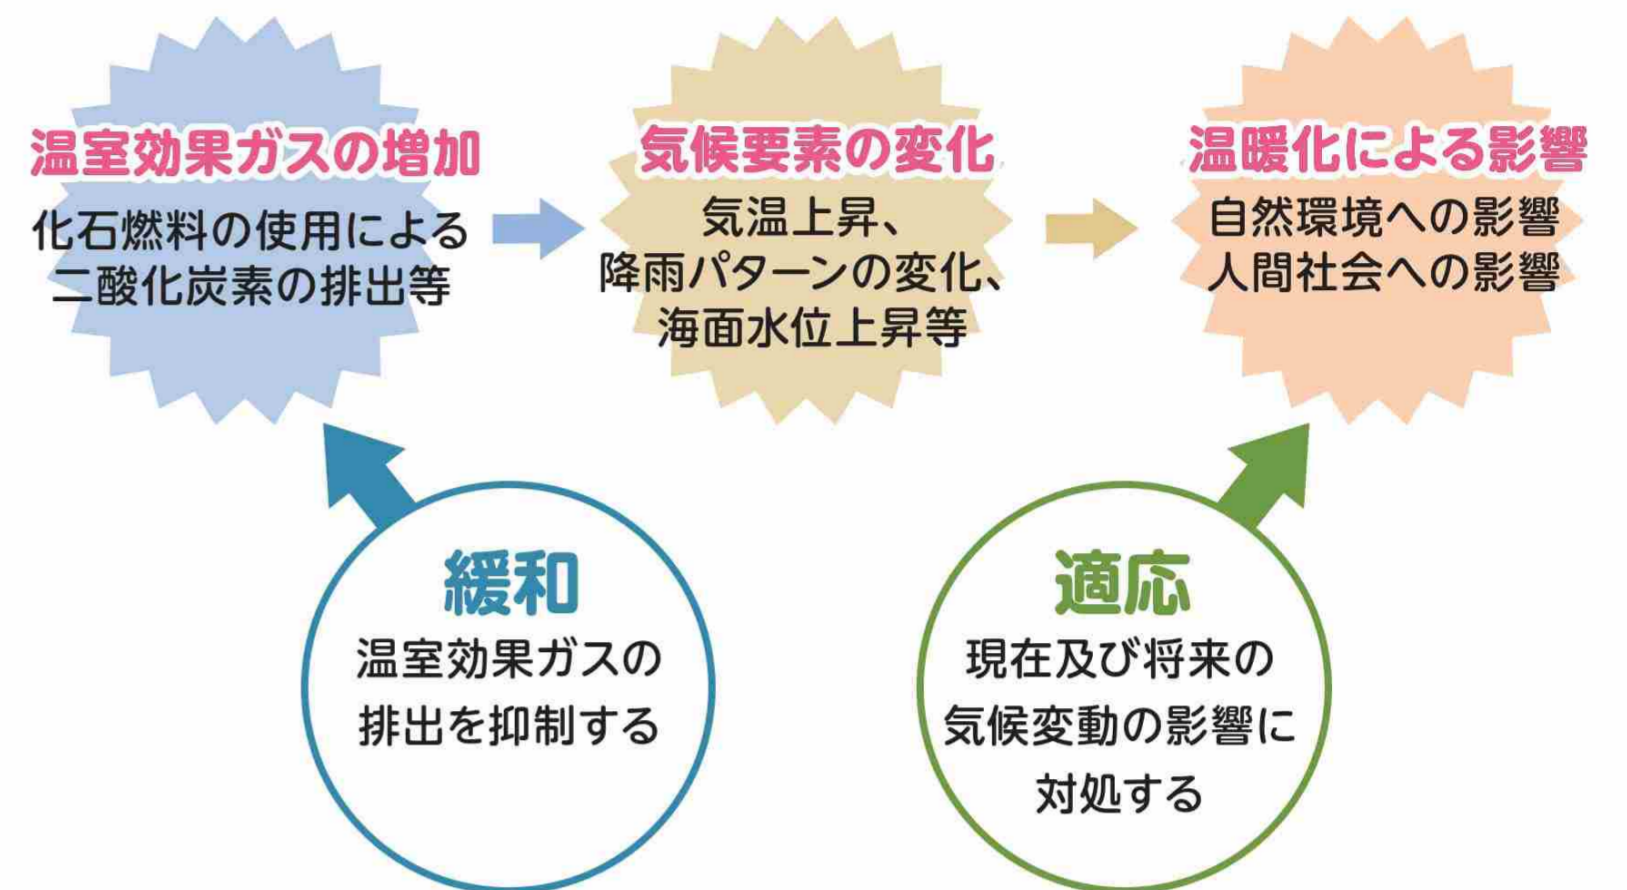 温室効果ガスの増加
化石燃料の使用による
二酸化炭素の排出等
気候要素の変化
気温上昇、
降雨パターンの変化、
海面水位上昇等
温暖化による影響
自然環境への影響
人間社会への影響
緩和
温室効果ガスの
排出を抑制する
適応
現在及び将来の
気候変動の影響に
対処する